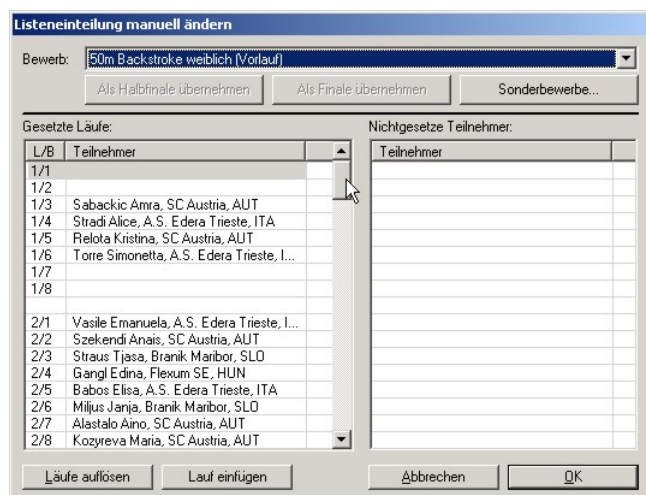 Listeneinteilung manuell ändern
Bewerb: 50m Backstroke weiblich (Vorlauf)
Als Halbfinale übernehmen Als Finale übernehmen Sonderbewerbe...
Gesetzte Läufe: Nichtgesetze Teilnehmer:
L/B Teilnehmer Teilnehmer
1/1
1/2
1/3 Sabackic Amra, SC Austria, AUT
1/4 Stradi Alice, A.S. Edera Trieste, ITA
1/5 Relota Kristina, SC Austria, AUT
1/6 Torre Simonetta, A.S. Edera Trieste, I...
1/7
1/8
2/1 Vasile Emanuela, A.S. Edera Trieste, I...
2/2 Szekendi Anais, SC Austria, AUT
2/3 Straus Tjasa, Branik Maribor, SLO
2/4 Gangl Edina, Flexum SE, HUN
2/5 Babos Elisa, A.S. Edera Trieste, ITA
2/6 Miljus Janja, Branik Maribor, SLO
2/7 Alastalo Aino, SC Austria, AUT
2/8 Kozyreva Maria, SC Austria, AUT
Läufe auflösen Lauf einfügen Abbrechen OK